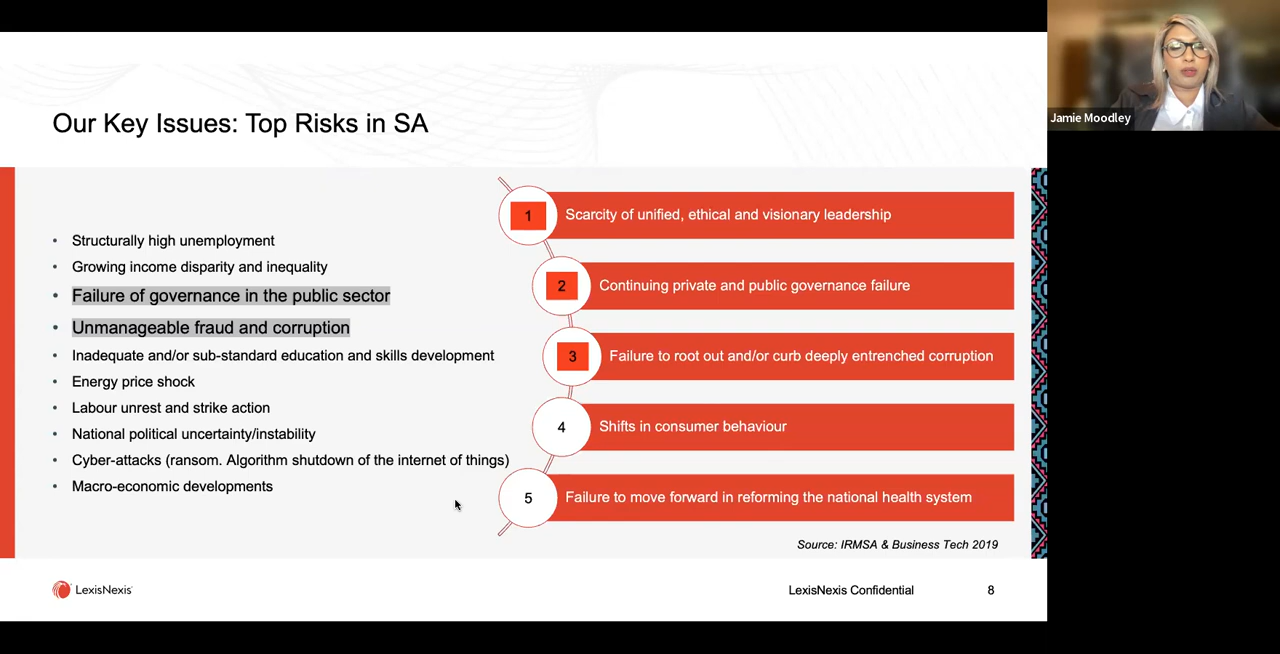 Our Key Issues: Top Risks in SA
Jamie Moodley
• Structurally high unemployment
• Growing income disparity and inequality
• Failure of governance in the public sector
• Unmanageable fraud and corruption
• Inadequate and/or sub-standard education and skills development
• Energy price shock
• Labour unrest and strike action
• National political uncertainty/instability
• Cyber-attacks (ransom. Algorithm shutdown of the internet of things)
• Macro-economic developments
1 Scarcity of unified, ethical and visionary leadership
2 Continuing private and public governance failure
3 Failure to root out and/or curb deeply entrenched corruption
4 Shifts in consumer behaviour
5 Failure to move forward in reforming the national health system
Source: IRMSA & Business Tech 2019
LexisNexis LexisNexis Confidential 8